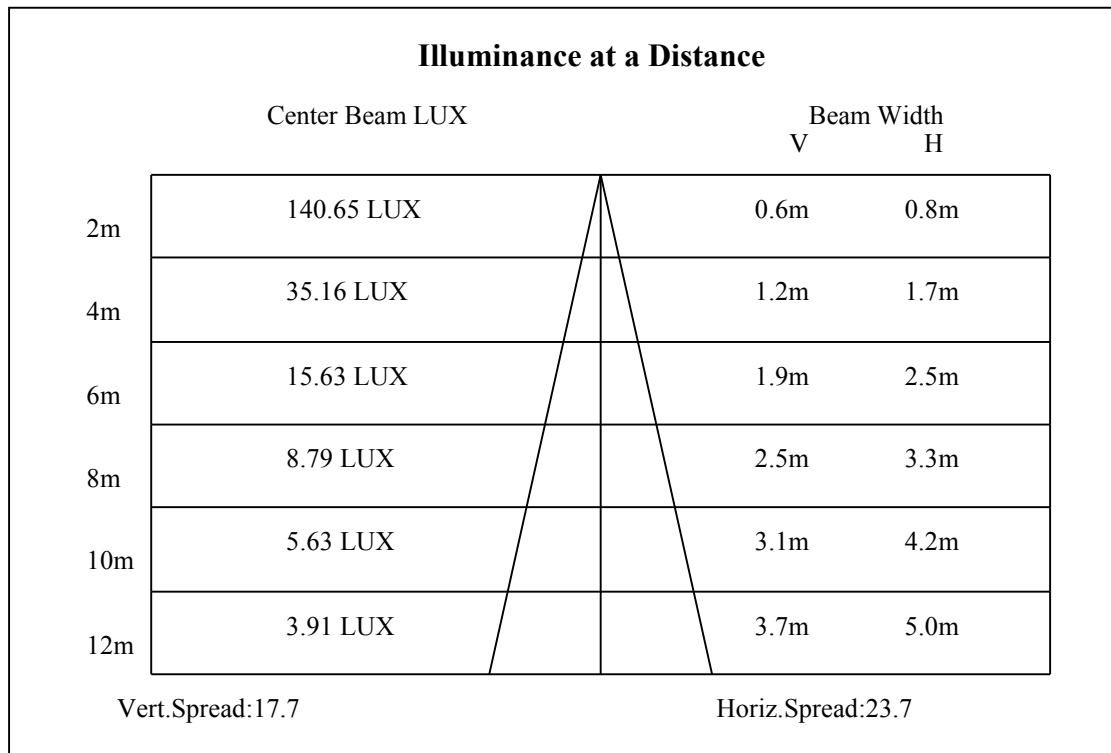 Illuminance at a Distance
Center Beam LUX Beam Width
V H
2m 140.65 LUX 0.6m 0.8m
4m 35.16 LUX 1.2m 1.7m
6m 15.63 LUX 1.9m 2.5m
8m 8.79 LUX 2.5m 3.3m
10m 5.63 LUX 3.1m 4.2m
12m 3.91 LUX 3.7m 5.0m
Vert.Spread:17.7 Horiz.Spread:23.7